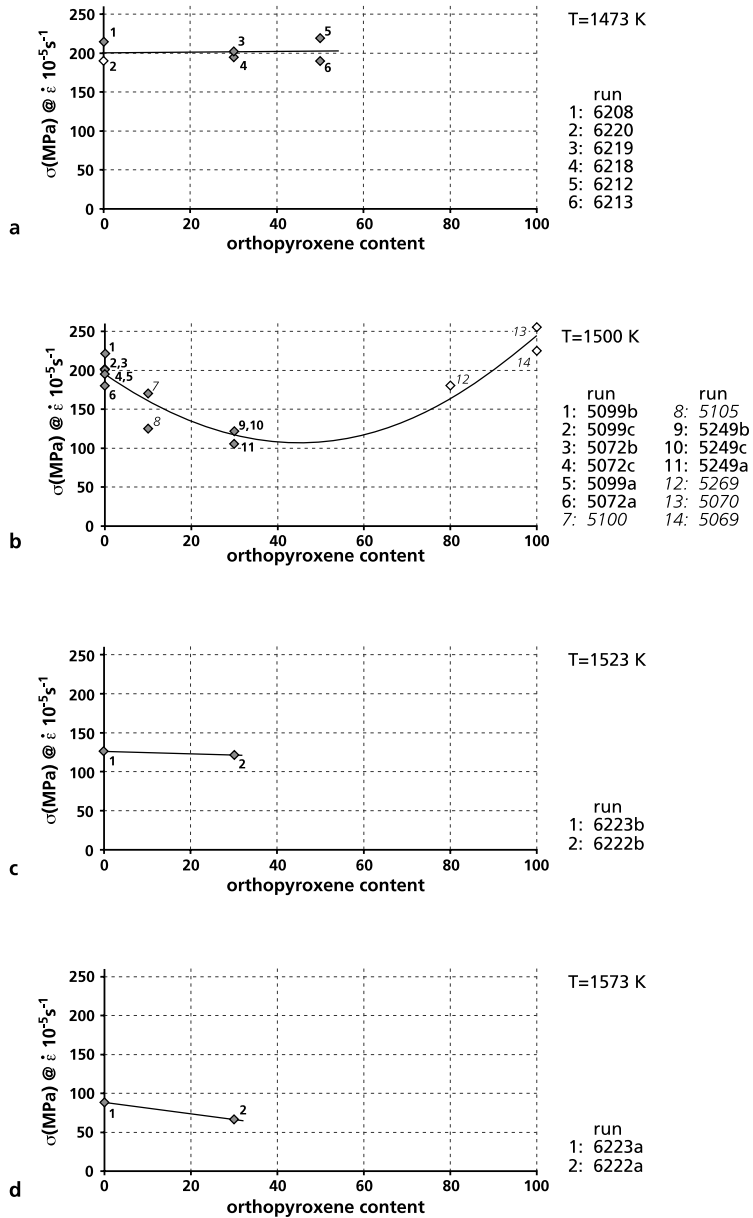 250
200
150
100
50
0
σ(MPa) @ ε̇ 10⁻⁵s⁻¹
1
2
3
4
5
6
0 20 40 60 80 100
orthopyroxene content
a
T=1473 K
run
1: 6208
2: 6220
3: 6219
4: 6218
5: 6212
6: 6213
250
200
150
100
50
0
σ(MPa) @ ε̇ 10⁻⁵s⁻¹
1
2,3
4,5
6
7
8
9,10
11
12
13
14
0 20 40 60 80 100
orthopyroxene content
b
T=1500 K
run run
1: 5099b 8: 5105
2: 5099c 9: 5249b
3: 5072b 10: 5249c
4: 5072c 11: 5249a
5: 5099a 12: 5269
6: 5072a 13: 5070
7: 5100 14: 5069
250
200
150
100
50
0
σ(MPa) @ ε̇ 10⁻⁵s⁻¹
1
2
0 20 40 60 80 100
orthopyroxene content
c
T=1523 K
run
1: 6223b
2: 6222b
250
200
150
100
50
0
σ(MPa) @ ε̇ 10⁻⁵s⁻¹
1
2
0 20 40 60 80 100
orthopyroxene content
d
T=1573 K
run
1: 6223a
2: 6222a